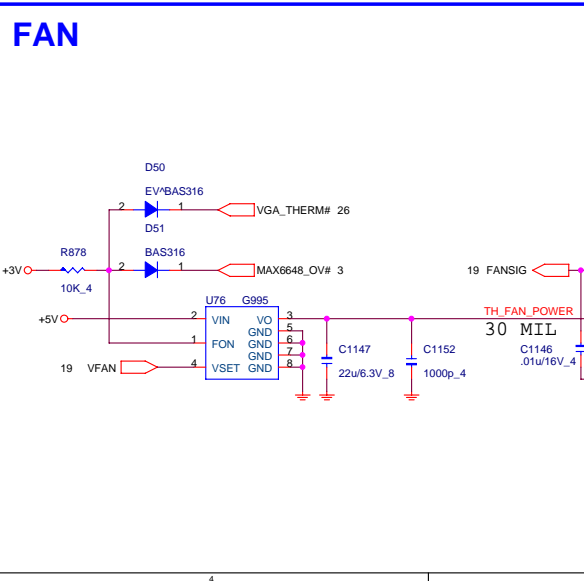 FAN
D50
EV^BAS316
2 1 VGA_THERM# 26
D51
R878 BAS316
+3V 2 1 MAX6648_OV# 3 19 FANSIG
10K_4
U76 G995
+5V 2 VIN VO 3 TH_FAN_POWER
GND 5 30 MIL
1 FON GND 6 C1147 C1152 C1146
GND 7 .01u/16V_4
19 VFAN 4 VSET GND 8 22u/6.3V_8 1000p_4
4